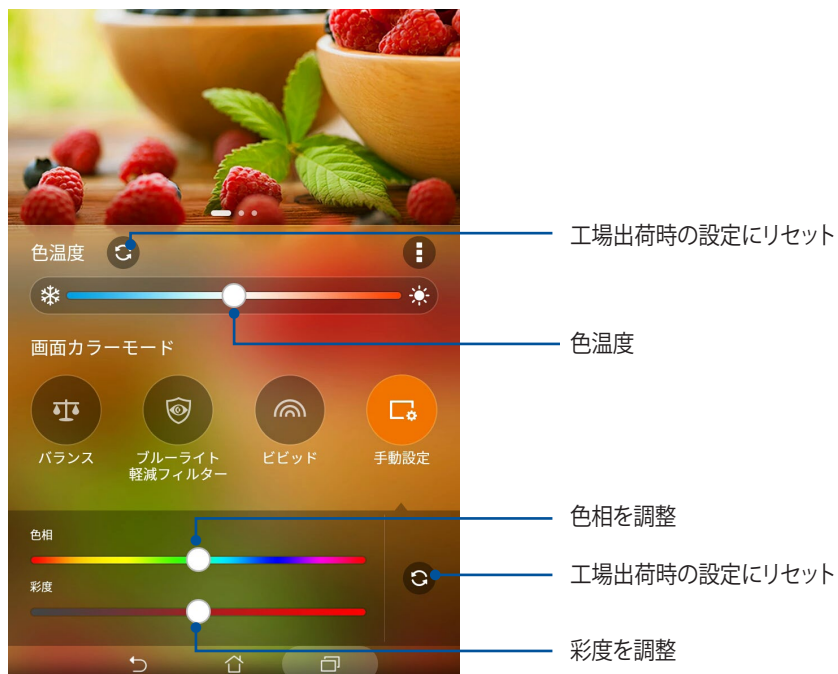 工場出荷時の設定にリセット
色温度
色温度
画面カラーモード
バランス
ブルーライト
軽減フィルター
ビビッド
手動設定
色相を調整
色相
工場出荷時の設定にリセット
彩度
彩度を調整